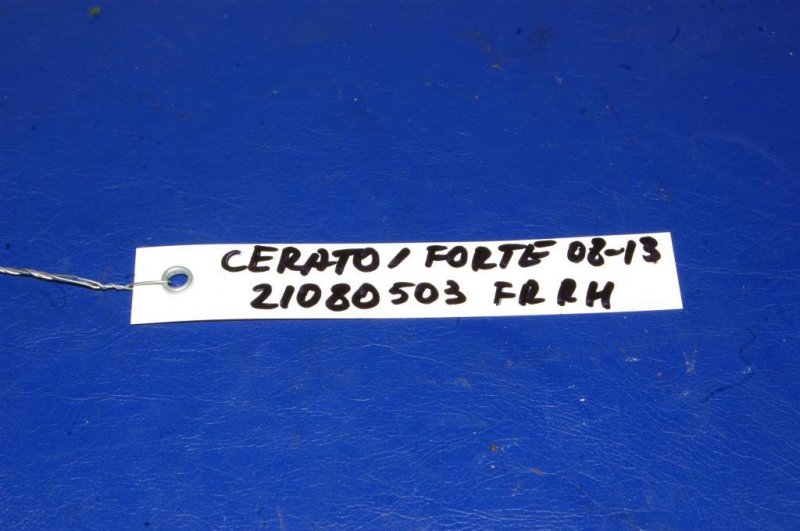 CERATO / FORTE 08-13
21080503 FR RH